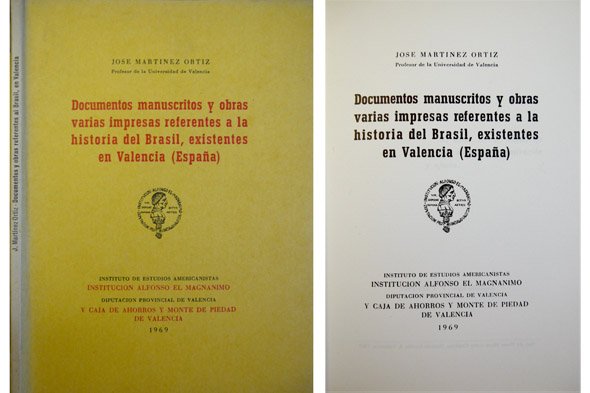 J. Martínez Ortiz. Documentos y obras referentes al Brasil, en Valencia
JOSE MARTINEZ ORTIZ
Profesor de la Universidad de Valencia
Documentos manuscritos y obras
varias impresas referentes a la
historia del Brasil, existentes
en Valencia (España)
INSTITUTO DE ESTUDIOS AMERICANISTAS
INSTITUCION ALFONSO EL MAGNANIMO
DIPUTACION PROVINCIAL DE VALENCIA
Y CAJA DE AHORROS Y MONTE DE PIEDAD
DE VALENCIA
1969
JOSE MARTINEZ ORTIZ
Profesor de la Universidad de Valencia
Documentos manuscritos y obras
varias impresas referentes a la
historia del Brasil, existentes
en Valencia (España)
INSTITUTO DE ESTUDIOS AMERICANISTAS
INSTITUCION ALFONSO EL MAGNANIMO
DIPUTACION PROVINCIAL DE VALENCIA
Y CAJA DE AHORROS Y MONTE DE PIEDAD
DE VALENCIA
1969